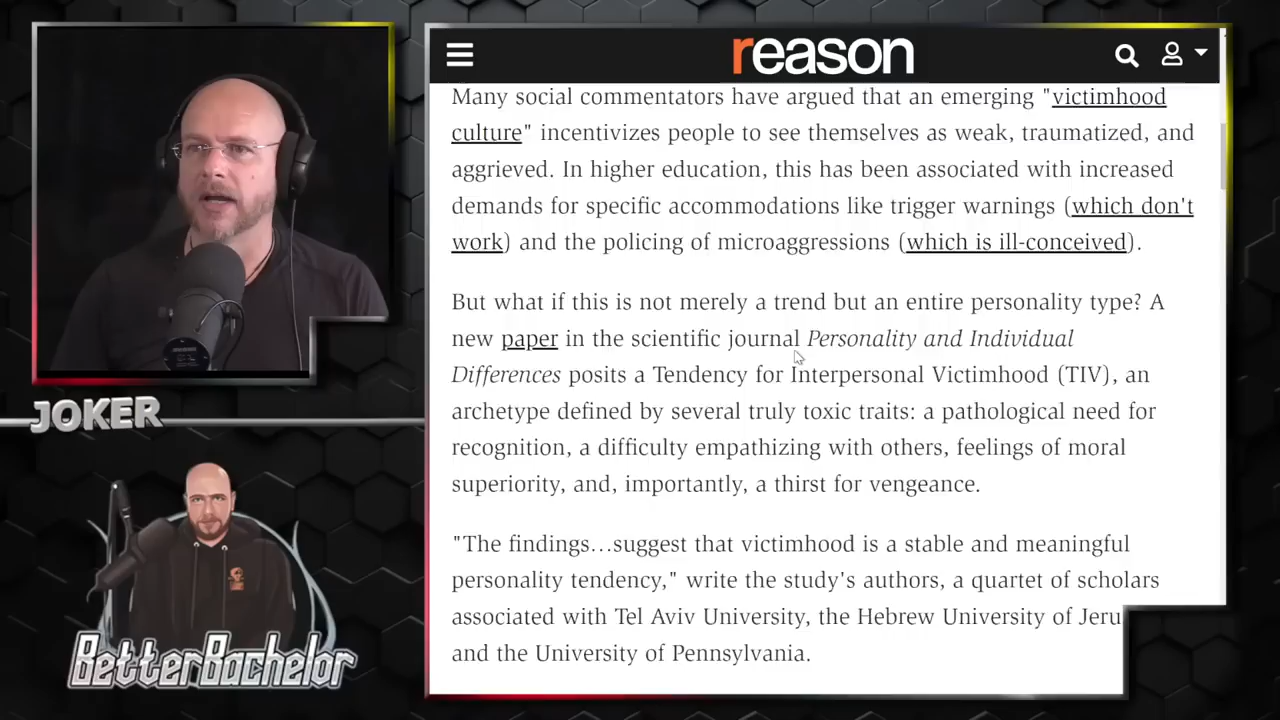 reason
Many social commentators have argued that an emerging "victimhood
culture" incentivizes people to see themselves as weak, traumatized, and
aggrieved. In higher education, this has been associated with increased
demands for specific accommodations like trigger warnings (which don't
work) and the policing of microaggressions (which is ill-conceived).
But what if this is not merely a trend but an entire personality type? A
new paper in the scientific journal Personality and Individual
Differences posits a Tendency for Interpersonal Victimhood (TIV), an
archetype defined by several truly toxic traits: a pathological need for
recognition, a difficulty empathizing with others, feelings of moral
superiority, and, importantly, a thirst for vengeance.
"The findings…suggest that victimhood is a stable and meaningful
personality tendency," write the study's authors, a quartet of scholars
associated with Tel Aviv University, the Hebrew University of Jeru
and the University of Pennsylvania.
JOKER
BetterBachelor